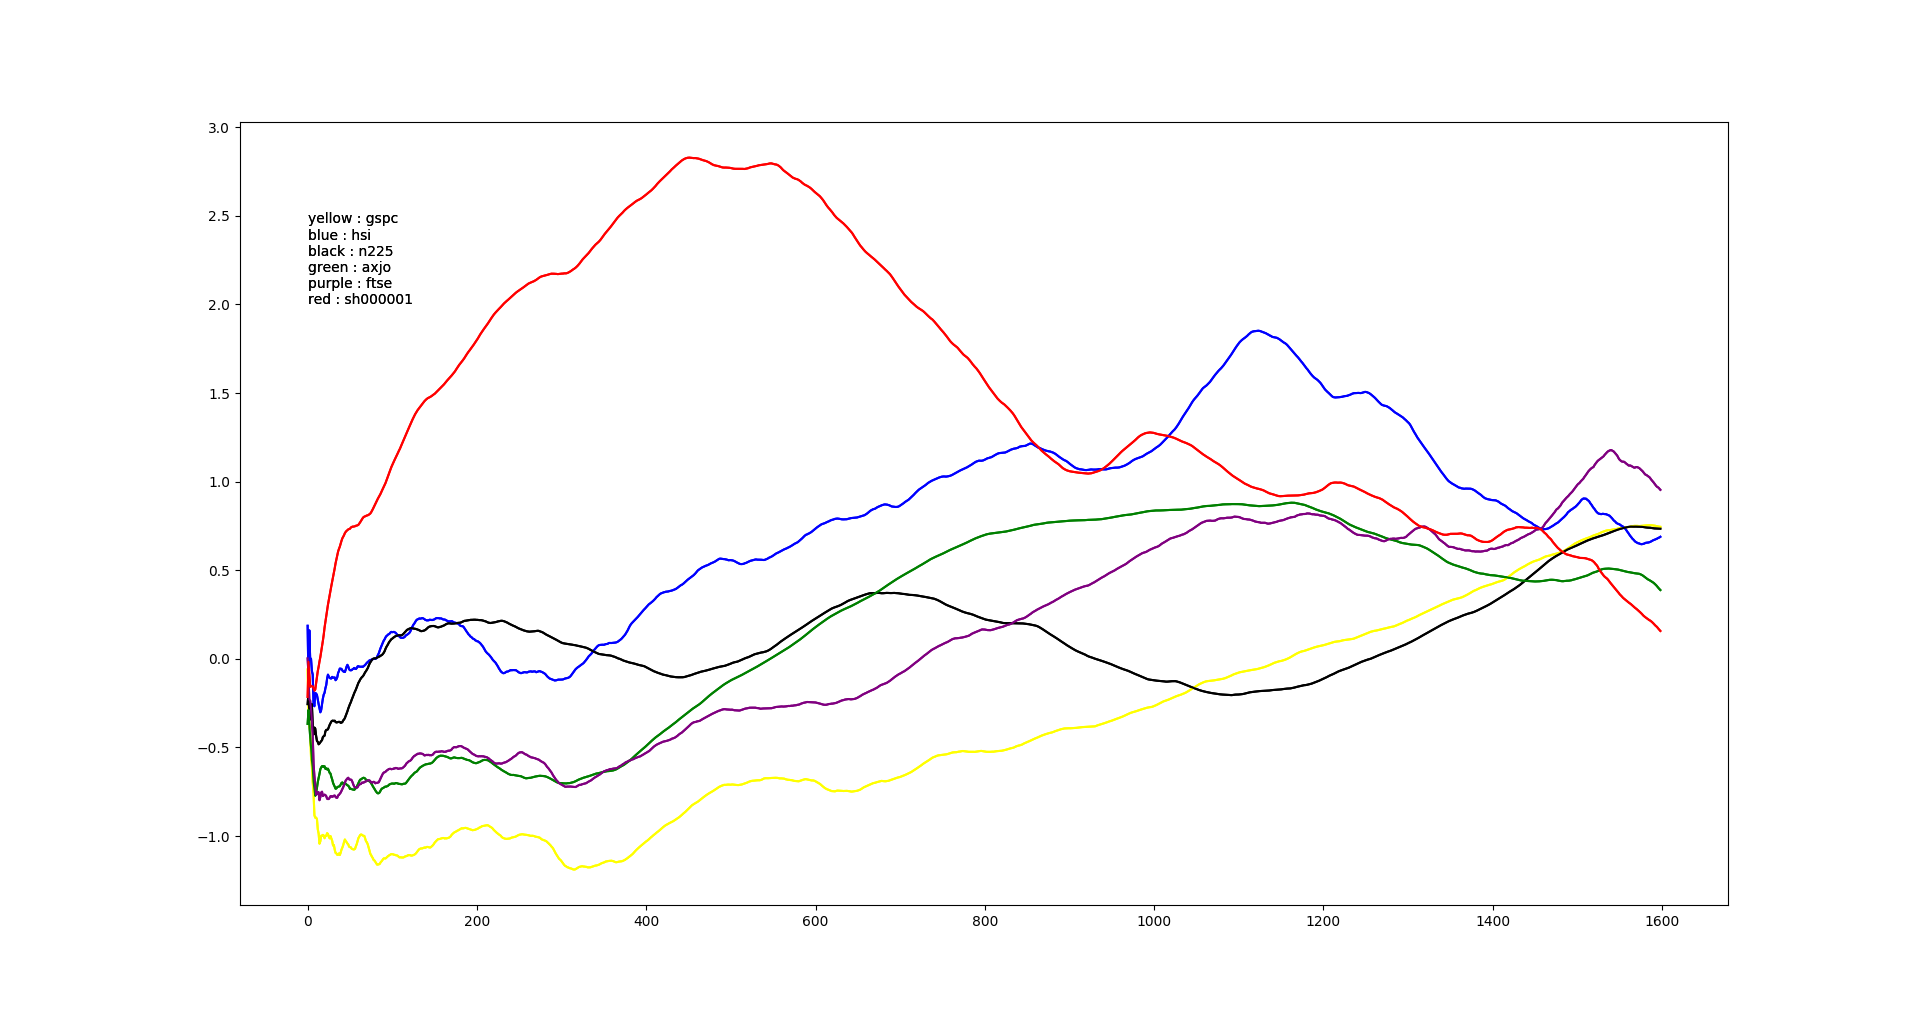 3.0
2.5
2.0
1.5
1.0
0.5
0.0
−0.5
−1.0
yellow : gspc
blue : hsi
black : n225
green : axjo
purple : ftse
red : sh000001
0 200 400 600 800 1000 1200 1400 1600